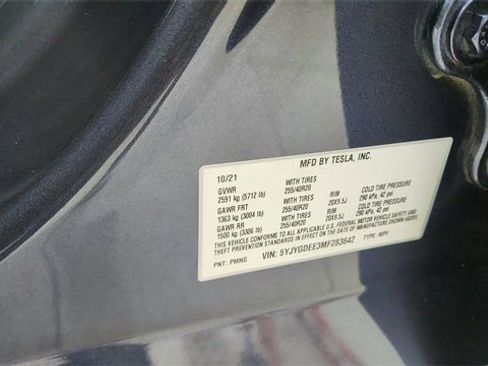 MFD BY TESLA, INC.
10/21
GVWR WITH TIRES
2591 kg (5712 lb) 255/40R20 RIM COLD TIRE PRESSURE
GAWR FRT WITH TIRES 20X9.5J 290 kPa, 42 psi
1363 kg (3004 lb) 255/40R20 RIM COLD TIRE PRESSURE
GAWR RR WITH TIRES 20X9.5J 290 kPa, 42 psi
1500 kg (3306 lb) 255/40R20
THIS VEHICLE CONFORMS TO ALL APPLICABLE U.S. FEDERAL MOTOR VEHICLE SAFETY AND
THEFT PREVENTION STANDARDS IN EFFECT ON THE DATE OF MANUFACTURE SHOWN ABOVE.
PNT: PMNG VIN: 5YJYGDEE3MF283642 TYPE: MPV